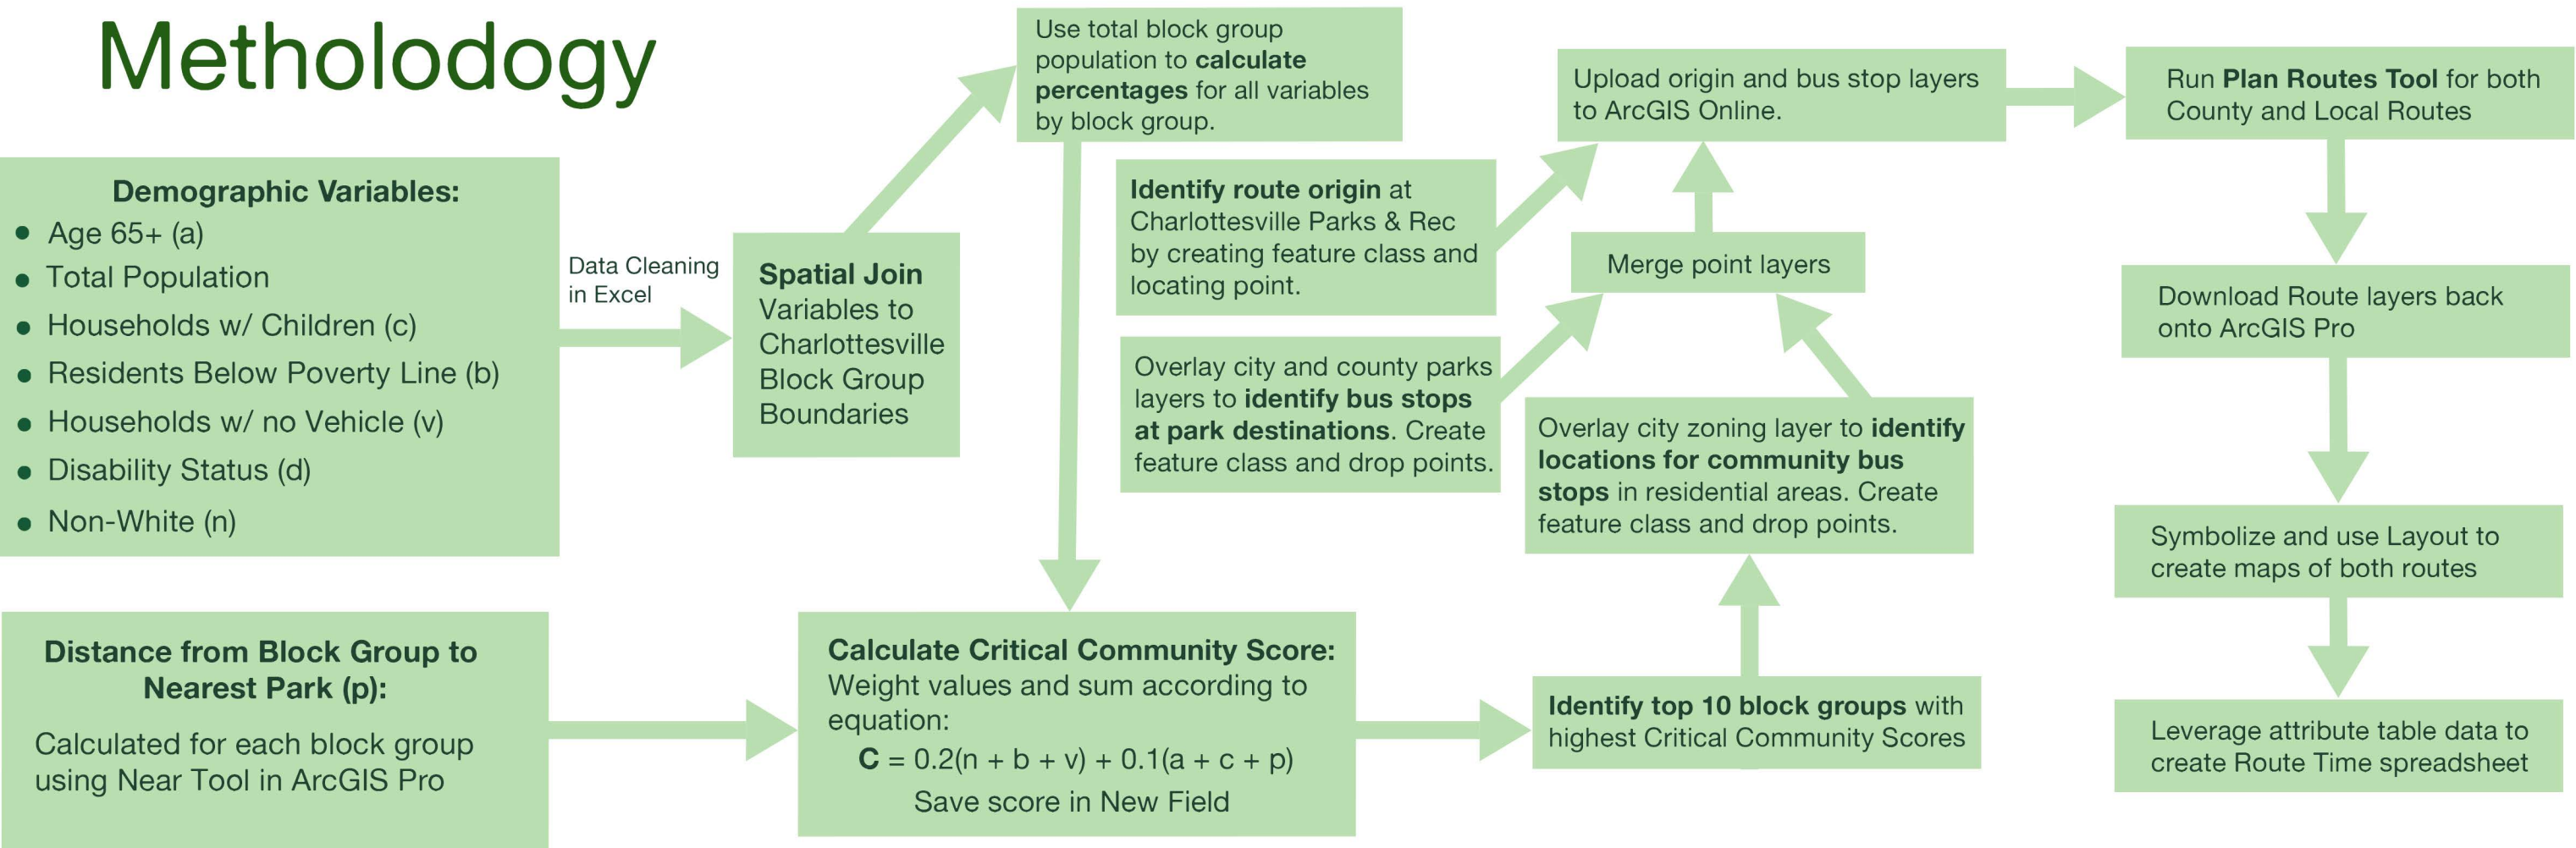 Metholodogy
Demographic Variables:
Age 65+ (a)
Total Population
Households w/ Children (c)
Residents Below Poverty Line (b)
Households w/ no Vehicle (v)
Disability Status (d)
Non-White (n)
Data Cleaning
in Excel
Spatial Join
Variables to
Charlottesville
Block Group
Boundaries
Use total block group
population to calculate
percentages for all variables
by block group.
Distance from Block Group to
Nearest Park (p):
Calculated for each block group
using Near Tool in ArcGIS Pro
Calculate Critical Community Score:
Weight values and sum according to
equation:
C = 0.2(n + b + v) + 0.1(a + c + p)
Save score in New Field
Identify top 10 block groups with
highest Critical Community Scores
Overlay city zoning layer to identify
locations for community bus
stops in residential areas. Create
feature class and drop points.
Overlay city and county parks
layers to identify bus stops
at park destinations. Create
feature class and drop points.
Merge point layers
Identify route origin at
Charlottesville Parks & Rec
by creating feature class and
locating point.
Upload origin and bus stop layers
to ArcGIS Online.
Run Plan Routes Tool for both
County and Local Routes
Download Route layers back
onto ArcGIS Pro
Symbolize and use Layout to
create maps of both routes
Leverage attribute table data to
create Route Time spreadsheet